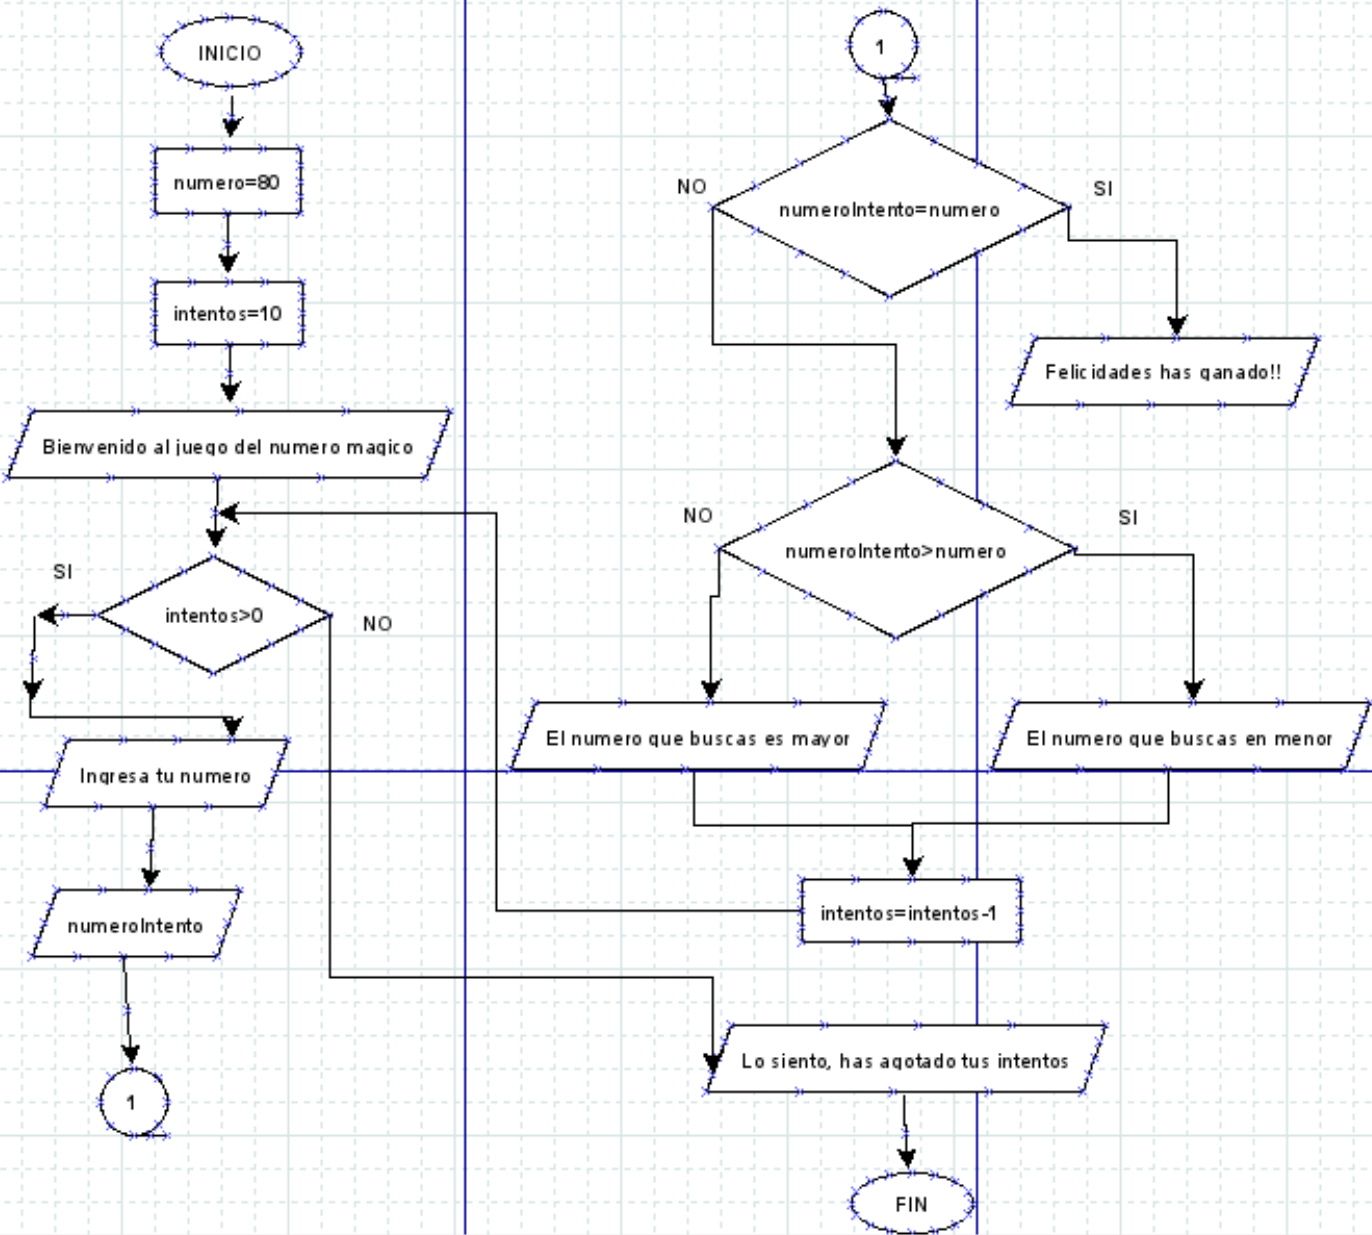 INICIO
numero=80
intentos=10
Bienvenido al juego del numero magico
SI
intentos>0
NO
Ingresa tu numero
numeroIntento
1
1
NO
numeroIntento=numero
SI
Felicidades has ganado!!
NO
numeroIntento>numero
SI
El numero que buscas es mayor
El numero que buscas en menor
intentos=intentos-1
Lo siento, has agotado tus intentos
FIN